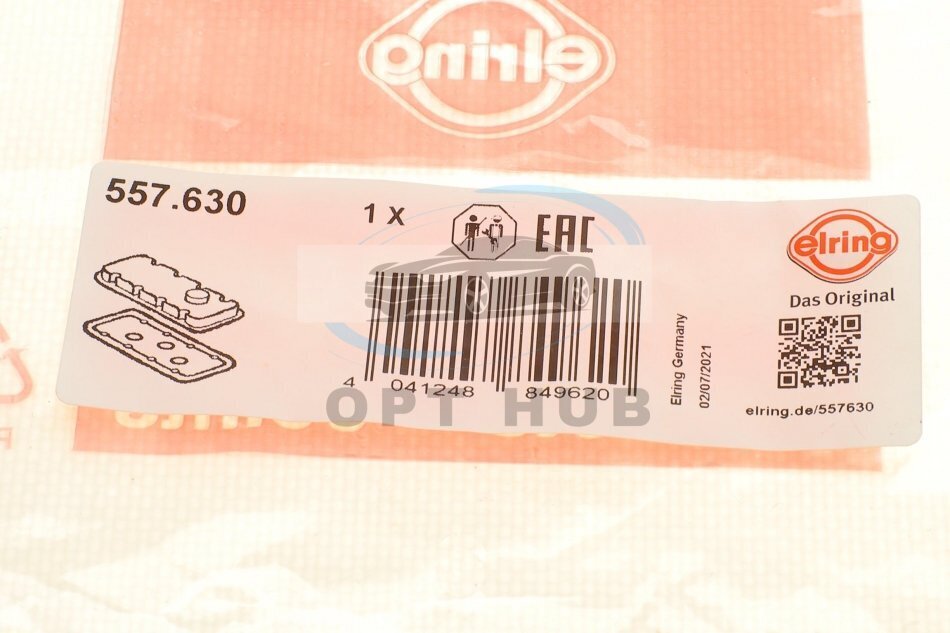 elring
557.630
1 X
EAC
elring
Das Original
4 041248 849620
Elring Germany
02/07/2021
elring.de/557630
OPT HUB